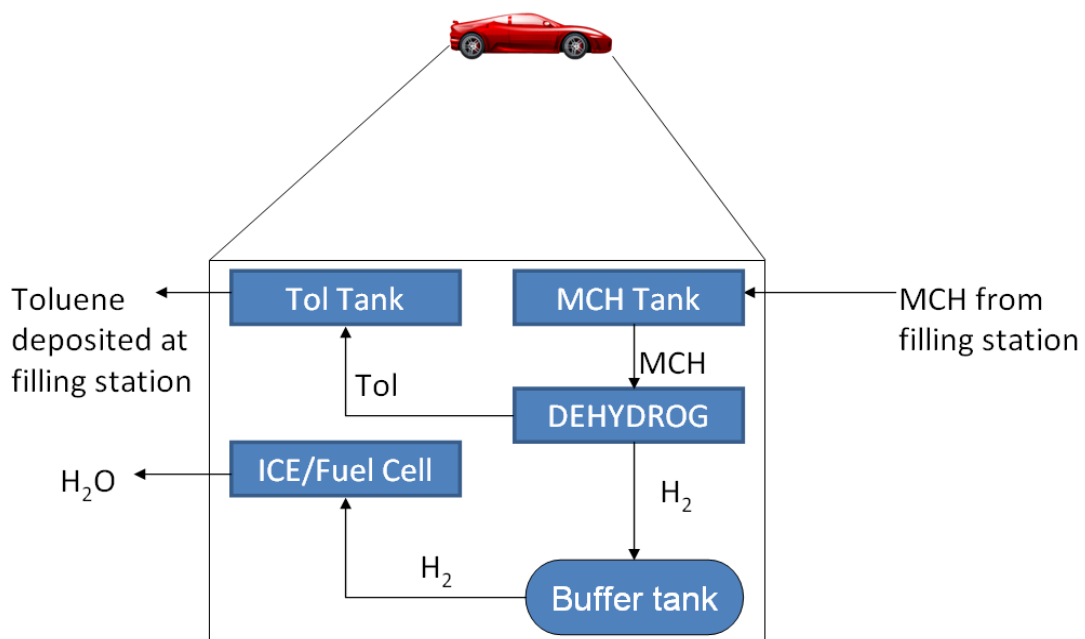 Toluene
deposited at
filling station
Tol Tank
MCH Tank
MCH from
filling station
MCH
Tol
DEHYDROG
ICE/Fuel Cell
H₂O
H₂
H₂
Buffer tank